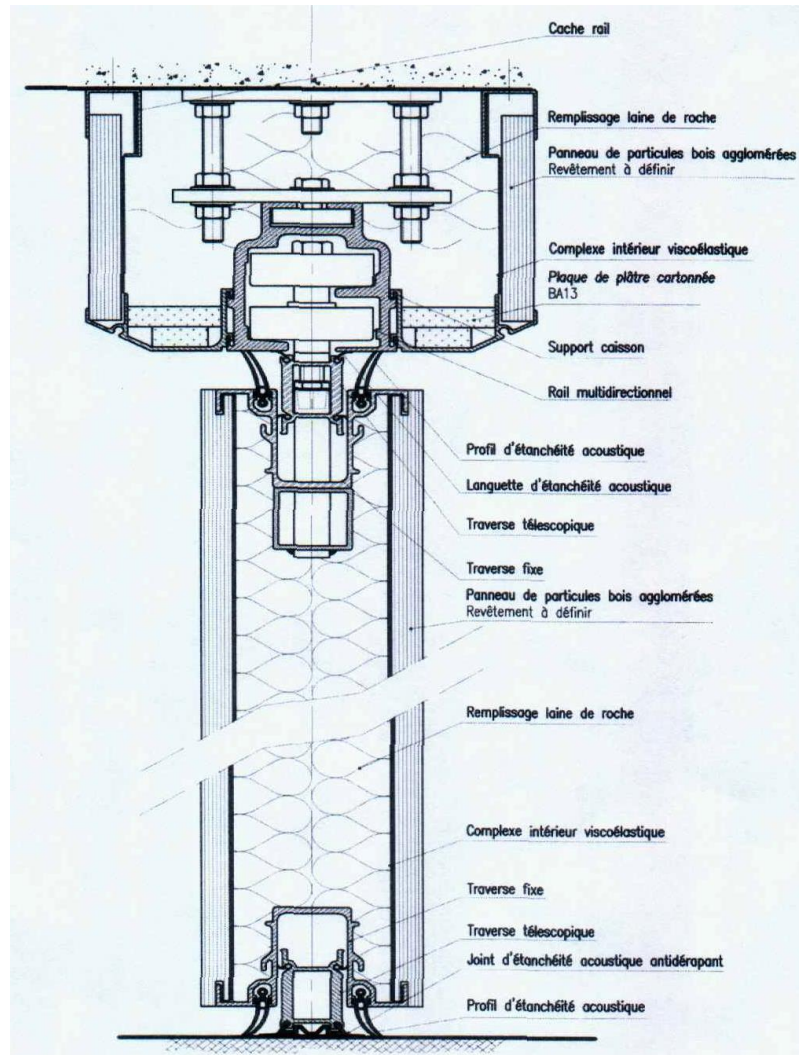 Cache rail
Remplissage laine de roche
Panneau de particules bois agglomérées
Revêtement à définir
Complexe intérieur viscoélastique
Plaque de plâtre cartonnée
BA13
Support caisson
Rail multidirectionnel
Profil d'étanchéité acoustique
Languette d'étanchéité acoustique
Traverse télescopique
Traverse fixe
Panneau de particules bois agglomérées
Revêtement à définir
Remplissage laine de roche
Complexe intérieur viscoélastique
Traverse fixe
Traverse télescopique
Joint d'étanchéité acoustique antidérapant
Profil d'étanchéité acoustique